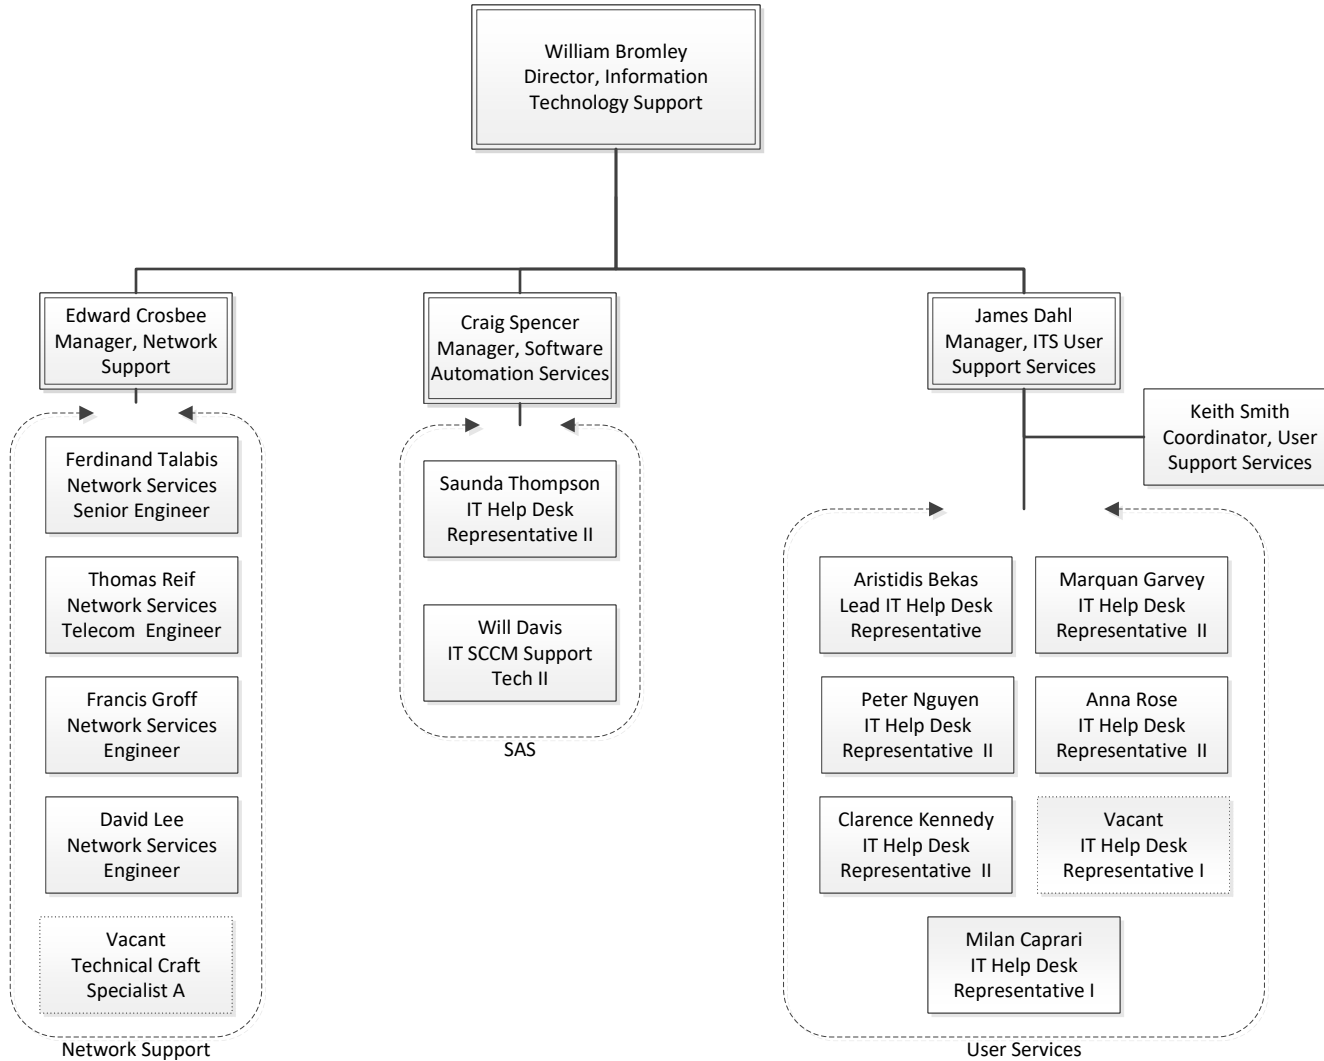 William Bromley
Director, Information
Technology Support
Edward Crosbee
Manager, Network
Support
Craig Spencer
Manager, Software
Automation Services
James Dahl
Manager, ITS User
Support Services
Keith Smith
Coordinator, User
Support Services
Ferdinand Talabis
Network Services
Senior Engineer
Thomas Reif
Network Services
Telecom  Engineer
Francis Groff
Network Services
Engineer
David Lee
Network Services
Engineer
Vacant
Technical Craft
Specialist A
Network Support
Saunda Thompson
IT Help Desk
Representative II
Will Davis
IT SCCM Support
Tech II
SAS
Aristidis Bekas
Lead IT Help Desk
Representative
Marquan Garvey
IT Help Desk
Representative  II
Peter Nguyen
IT Help Desk
Representative  II
Anna Rose
IT Help Desk
Representative  II
Clarence Kennedy
IT Help Desk
Representative  II
Vacant
IT Help Desk
Representative I
Milan Caprari
IT Help Desk
Representative I
User Services